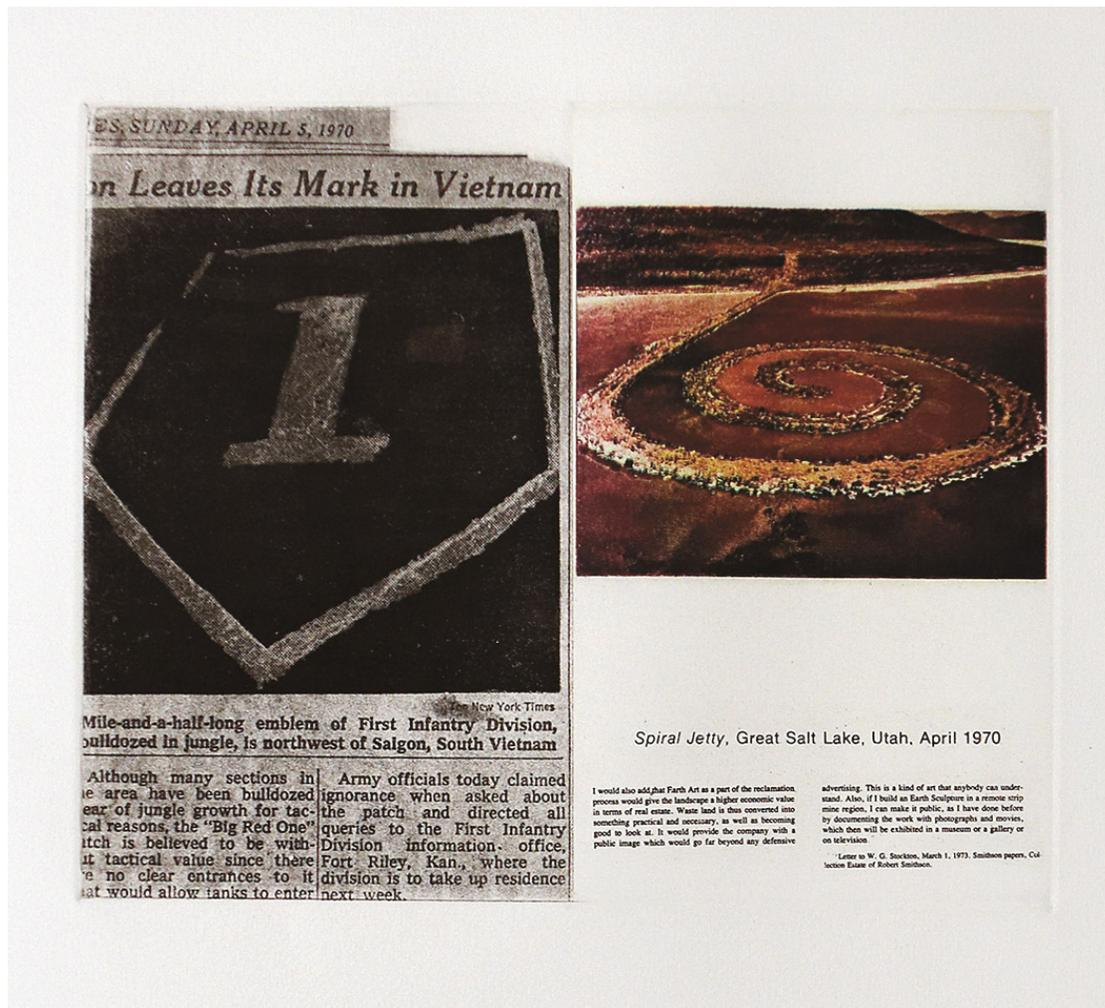 ES, SUNDAY, APRIL 5, 1970
on Leaves Its Mark in Vietnam
1
The New York Times
Mile-and-a-half-long emblem of First Infantry Division,
bulldozed in jungle, is northwest of Saigon, South Vietnam
Although many sections in
e area have been bulldozed
ear of jungle growth for tac-
cal reasons, the "Big Red One"
atch is believed to be with-
ut tactical value since there
e no clear entrances to it
at would allow tanks to enter
Army officials today claimed
ignorance when asked about
the patch and directed all
queries to the First Infantry
Division information office,
Fort Riley, Kan., where the
division is to take up residence
next week.
Spiral Jetty, Great Salt Lake, Utah, April 1970
I would also add that Earth Art as a part of the reclamation
process would give the landscape a higher economic value
in terms of real estate. Waste land is thus converted into
something practical and necessary, as well as becoming
good to look at. It would provide the company with a
public image which would go far beyond any defensive
advertising. This is a kind of art that anybody can under-
stand. Also, if I build an Earth Sculpture in a remote strip
mine region, I can make it public, as I have done before
by documenting the work with photographs and movies,
which then will be exhibited in a museum or a gallery or
on television.
Letter to W. G. Stockton, March 1, 1973. Smithson papers, Col-
lection Estate of Robert Smithson.